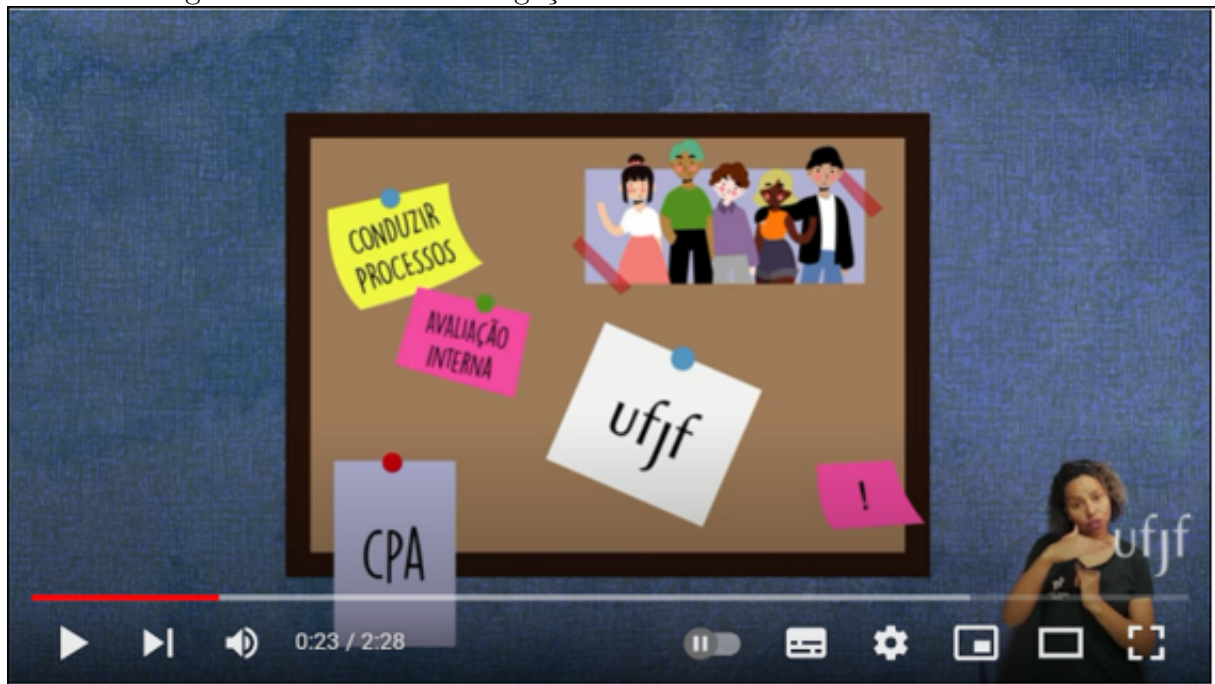 CONDUZIR
PROCESSOS
AVALIAÇÃO
INTERNA
ufjf
!
CPA
ufjf
0:23 / 2:28